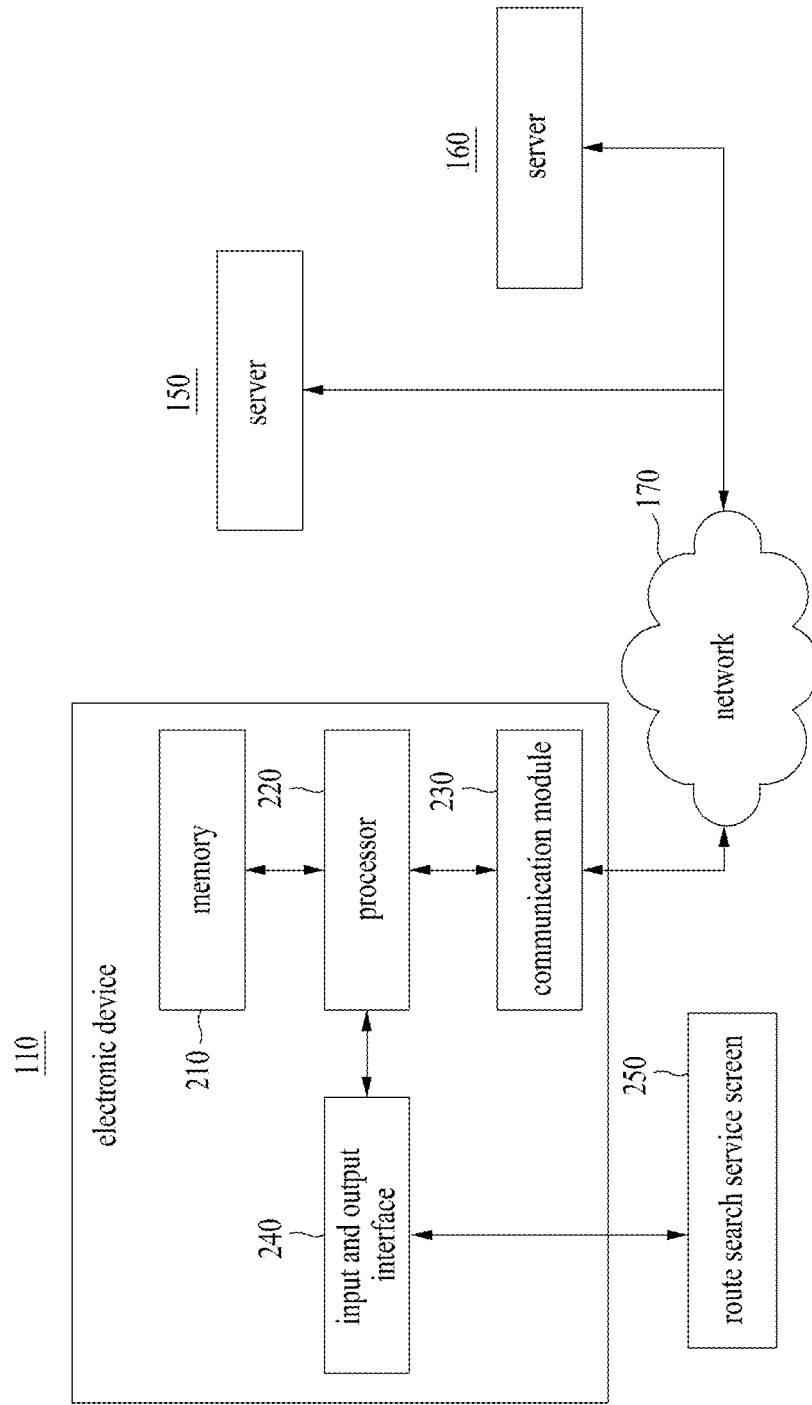 110
electronic device
memory
210
220
processor
240
input and output
interface
230
communication module
250
route search service screen
170
network
150
server
160
server